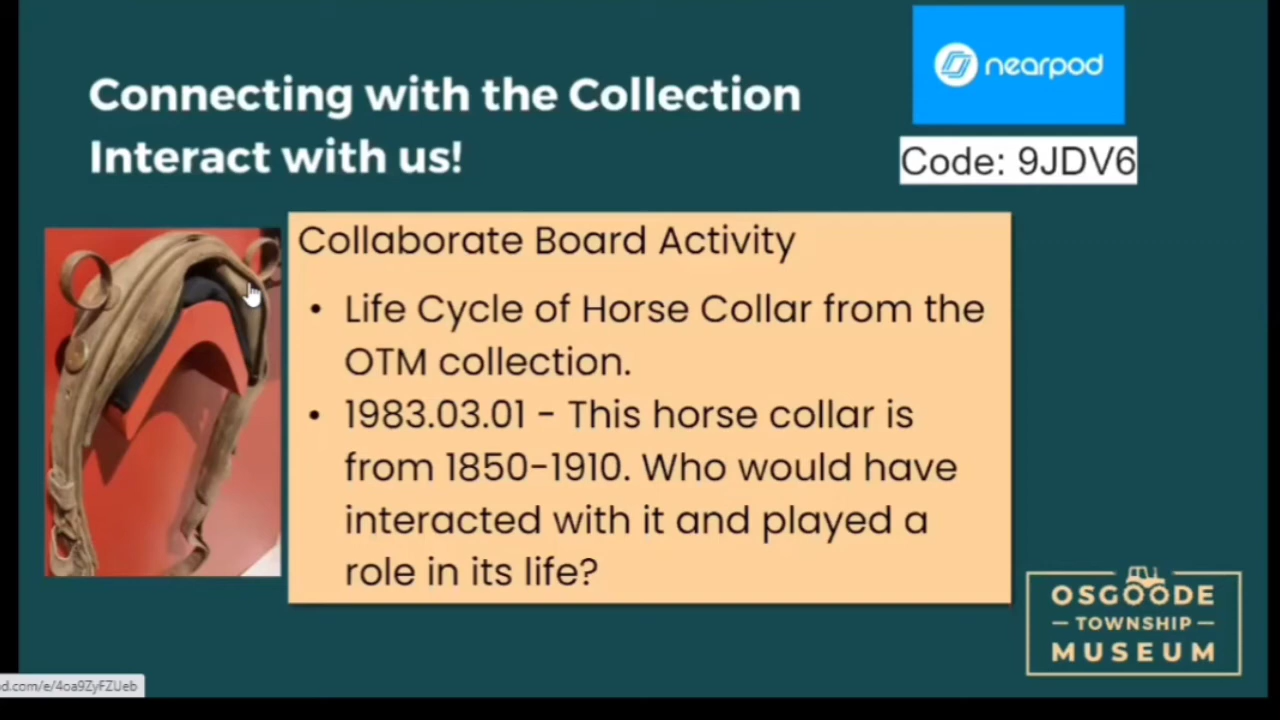 nearpod
Connecting with the Collection
Interact with us!
Code: 9JDV6
Collaborate Board Activity
• Life Cycle of Horse Collar from the
OTM collection.
• 1983.03.01 - This horse collar is
from 1850-1910. Who would have
interacted with it and played a
role in its life?
OSGOODE
TOWNSHIP
MUSEUM
d.com/e/4oa9ZyFZUeb